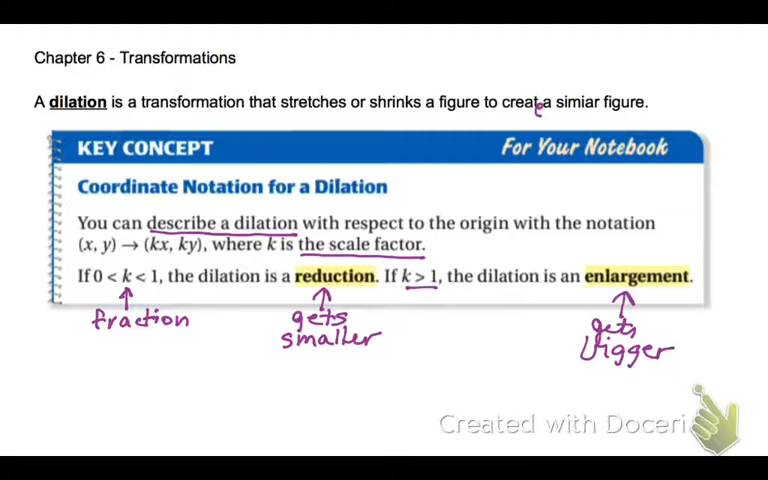 Chapter 6 - Transformations
A dilation is a transformation that stretches or shrinks a figure to create a simiar figure.
KEY CONCEPT
For Your Notebook
Coordinate Notation for a Dilation
You can describe a dilation with respect to the origin with the notation
(x, y) → (kx, ky), where k is the scale factor.
If 0 < k < 1, the dilation is a reduction. If k > 1, the dilation is an enlargement.
fraction
gets
smaller
gets
bigger
Created with Doceri